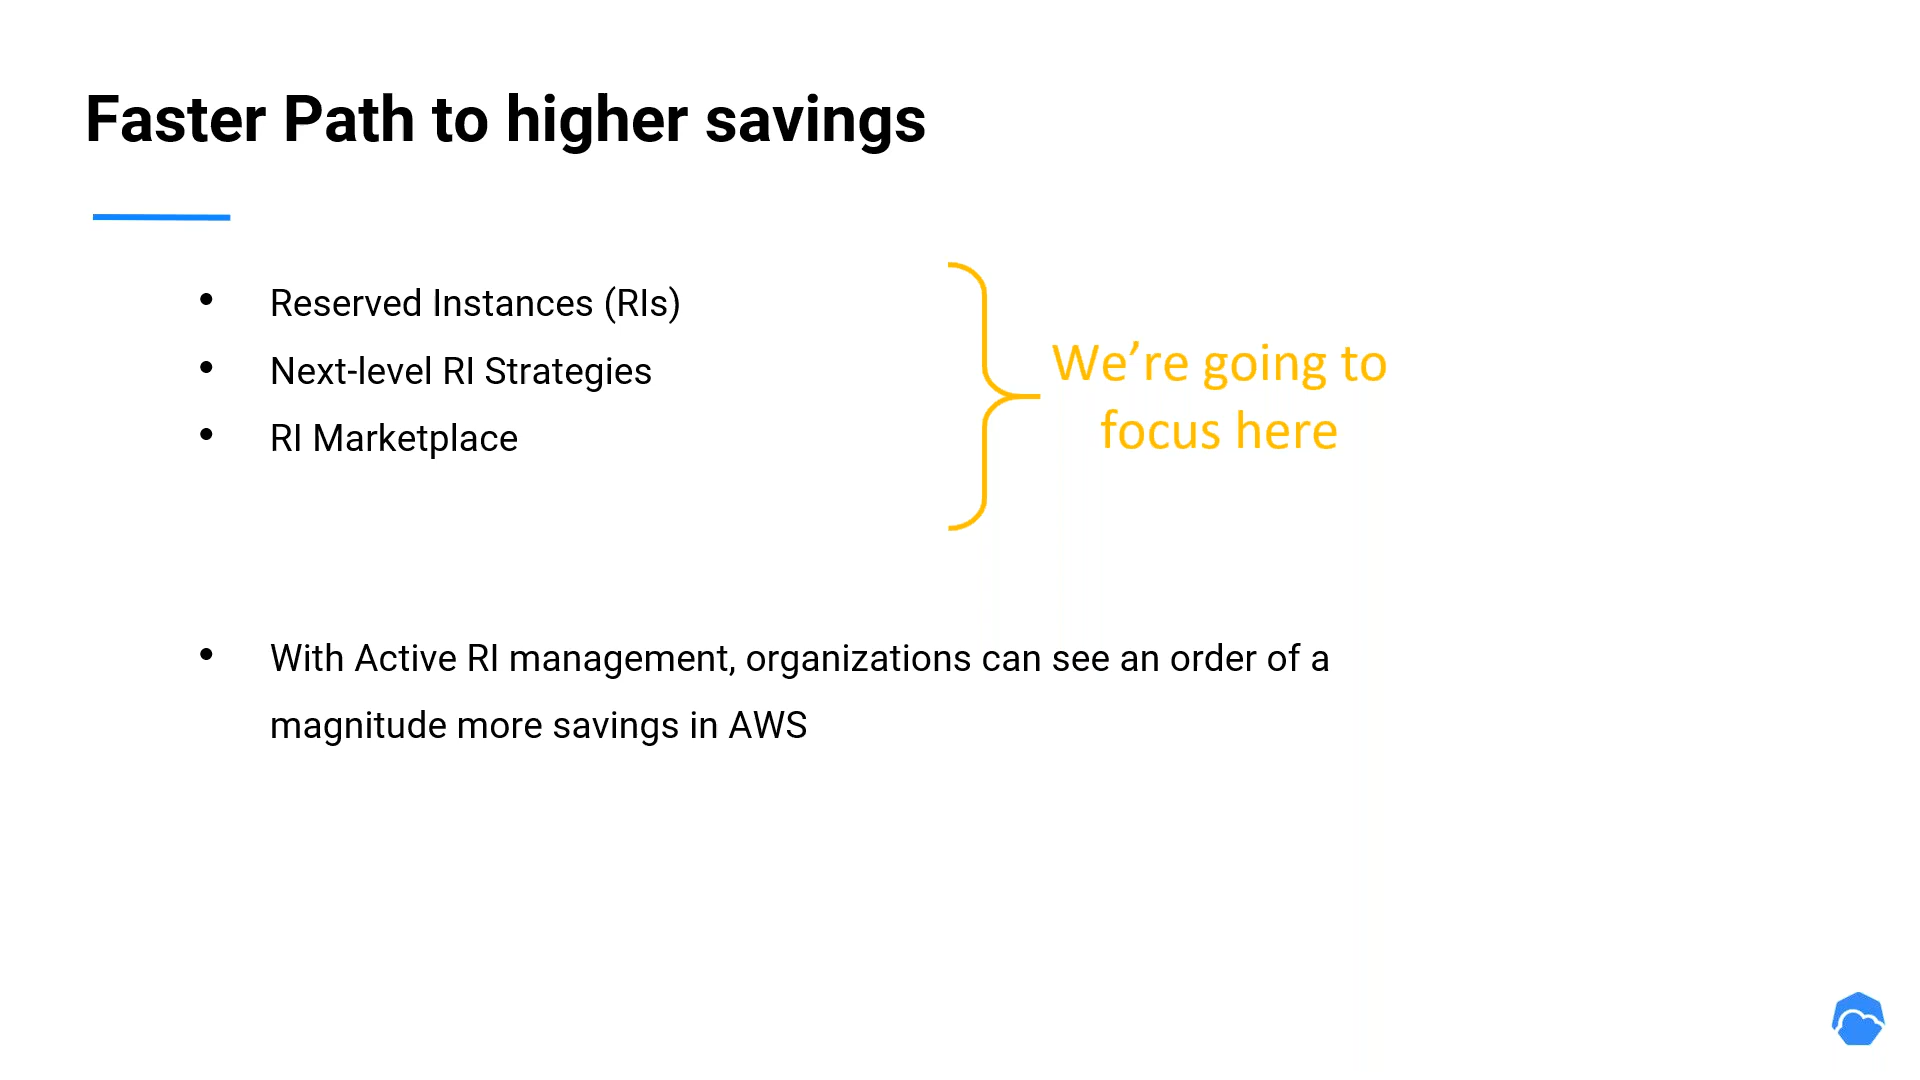 Faster Path to higher savings
• Reserved Instances (RIs)
• Next-level RI Strategies
• RI Marketplace
We’re going to
focus here
• With Active RI management, organizations can see an order of a
magnitude more savings in AWS